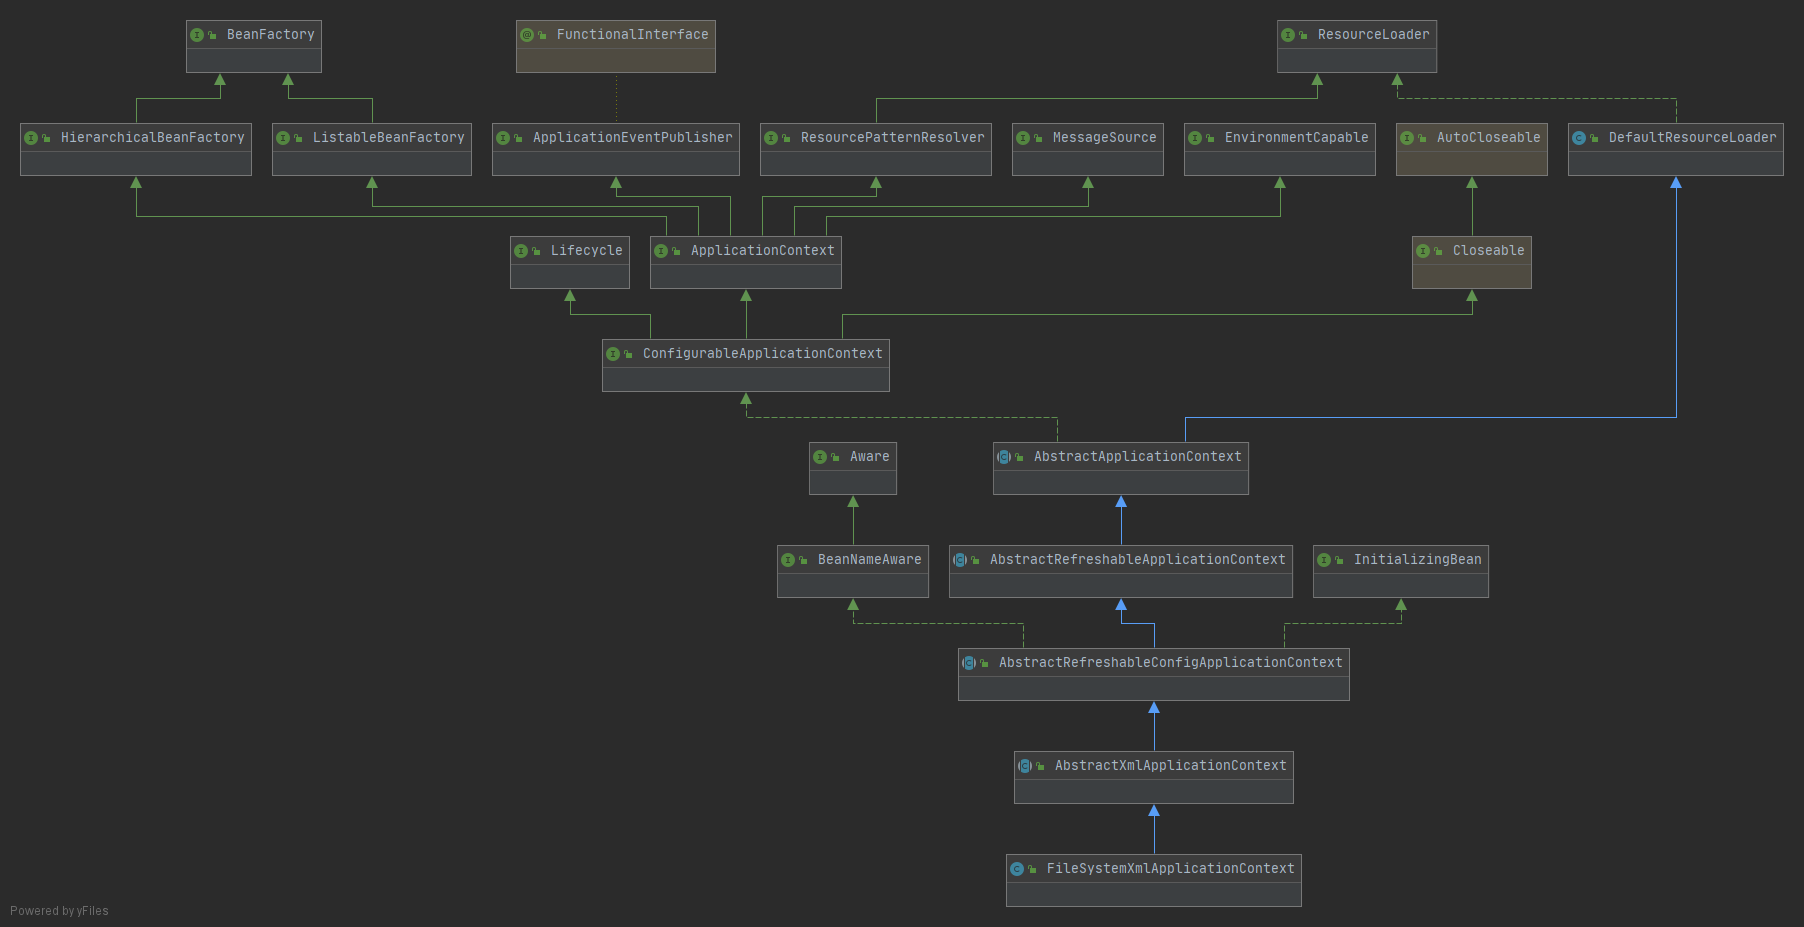 BeanFactory
FunctionalInterface
ResourceLoader
HierarchicalBeanFactory
ListableBeanFactory
ApplicationEventPublisher
ResourcePatternResolver
MessageSource
EnvironmentCapable
AutoCloseable
DefaultResourceLoader
Lifecycle
ApplicationContext
Closeable
ConfigurableApplicationContext
Aware
AbstractApplicationContext
BeanNameAware
AbstractRefreshableApplicationContext
InitializingBean
AbstractRefreshableConfigApplicationContext
AbstractXmlApplicationContext
FileSystemXmlApplicationContext
Powered by yFiles